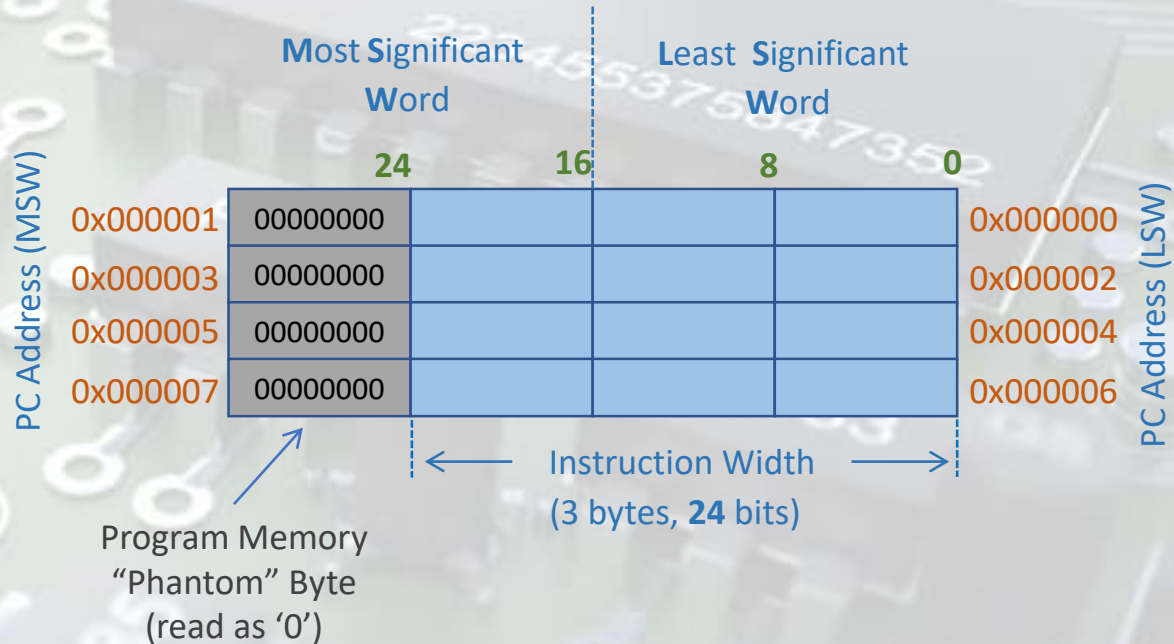 Most Significant
Word
Least Significant
Word
24 16 8 0
PC Address (MSW)
0x000001 00000000 0x000000
0x000003 00000000 0x000002
0x000005 00000000 0x000004
0x000007 00000000 0x000006
PC Address (LSW)
Instruction Width
(3 bytes, 24 bits)
Program Memory
“Phantom” Byte
(read as ‘0’)